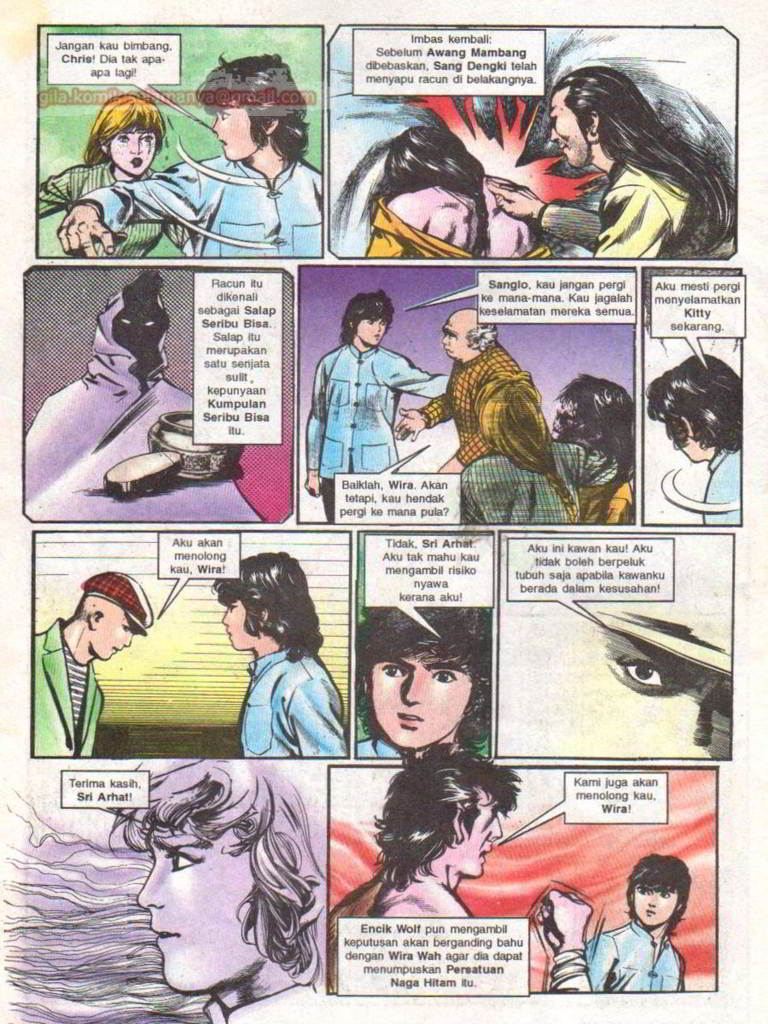 Jangan kau bimbang,
Chris! Dia tak apa-
apa lagi!
Imbas kembali:
Sebelum Awang Mambang
dibebaskan, Sang Dengki telah
menyapu racun di belakangnya.
Racun itu
dikenali
sebagai Salap
Seribu Bisa.
Salap itu
merupakan
satu senjata
sulit
kepunyaan
Kumpulan
Seribu Bisa
itu.
Sanglo, kau jangan pergi
ke mana-mana. Kau jagalah
keselamatan mereka semua.
Baiklah, Wira. Akan
tetapi, kau hendak
pergi ke mana pula?
Aku mesti pergi
menyelamatkan
Kitty
sekarang.
Aku akan
menolong
kau, Wira!
Tidak, Sri Arhat.
Aku tak mahu kau
mengambil risiko
nyawa
kerana aku!
Aku ini kawan kau! Aku
tidak boleh berpeluk
tubuh saja apabila kawanku
berada dalam kesusahan!
Terima kasih,
Sri Arhat!
Kami juga akan
menolong kau,
Wira!
Encik Wolf pun mengambil
keputusan akan berganding bahu
dengan Wira Wah agar dia dapat
menumpuskan Persatuan
Naga Hitam itu.